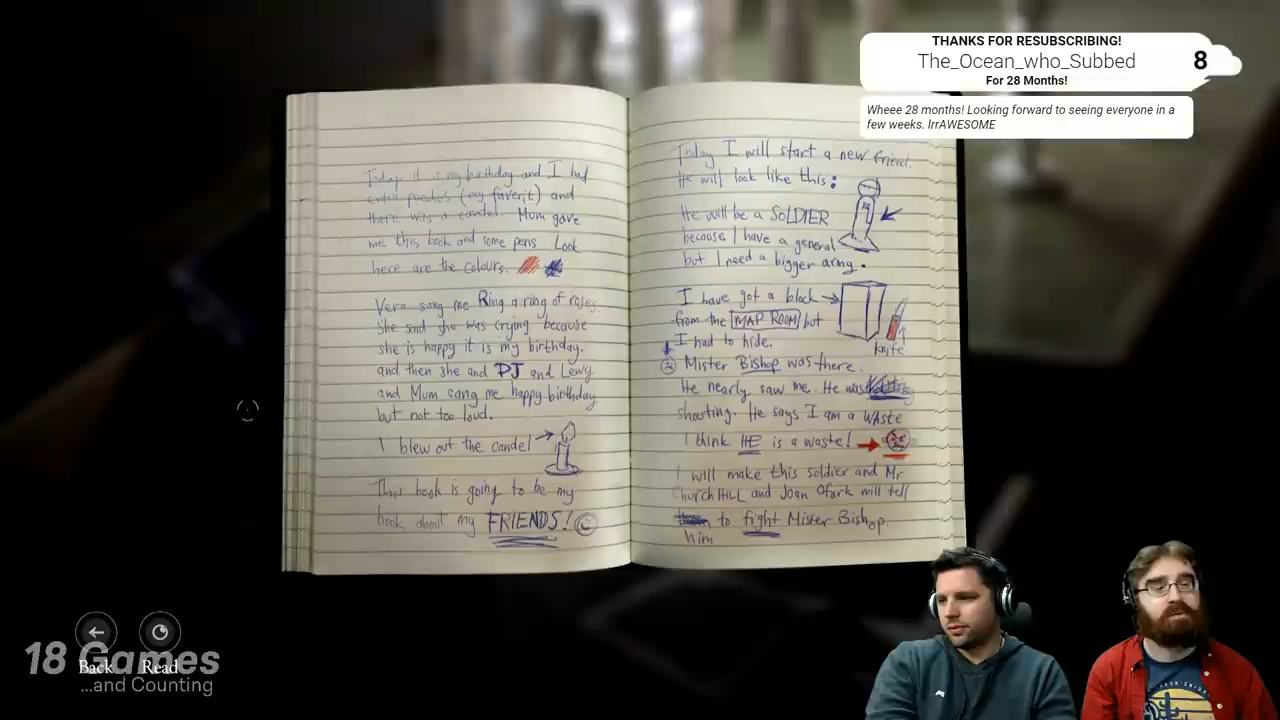 THANKS FOR RESUBSCRIBING!
The_Ocean_who_Subbed
For 28 Months!
8
Wheee 28 months! Looking forward to seeing everyone in a
few weeks. lrrAWESOME
Today it is my birthday and I had
peeches (my faverit) and
there was a candel. Mum gave
me this book and some pens Look
here are the colours.
Vera sang me Ring a ring of roses.
She said she was crying because
she is happy it is my birthday.
and then she and PJ and Lewy
and Mum sang me happy birthday
but not too loud.
I blew out the candel
This book is going to be my
book about my FRIENDS!
Today I will start a new friend.
He will look like this:
He will be a SOLDIER
because I have a general
but I need a bigger army.
I have got a block
from the MAP ROOM but
I had to hide.
knife
Mister Bishop was there.
He nearly saw me. He was
shouting. He says I am a WASTE
I think HE is a waste!
I will make this soldier and Mr
Church HILL and Joan Ofark will tell
to fight Mister Bishop.
him
18 Games
...and Counting
Back
Read